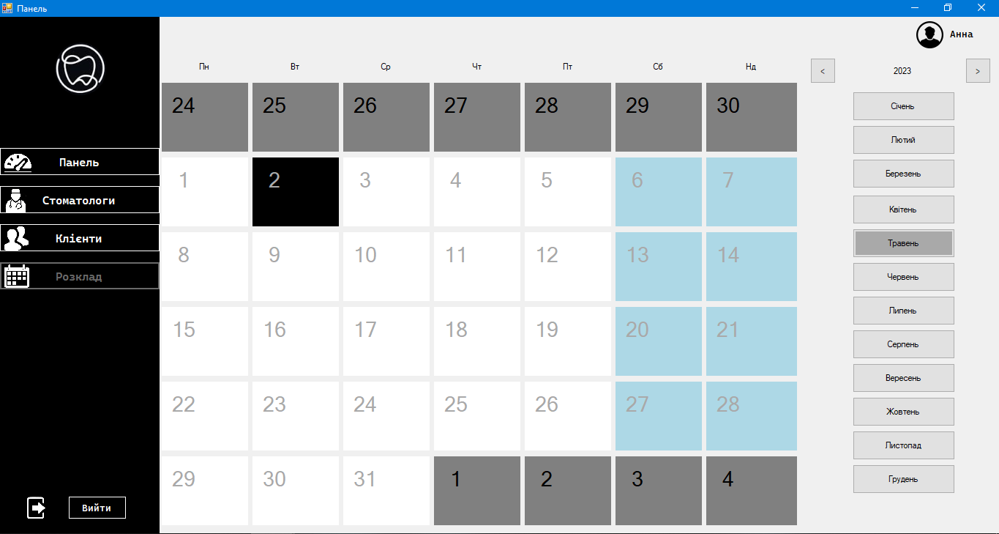 Панель
Анна
Пн Вт Ср Чт Пт Сб Нд
< 2023 >
24 25 26 27 28 29 30
1 2 3 4 5 6 7
8 9 10 11 12 13 14
15 16 17 18 19 20 21
22 23 24 25 26 27 28
29 30 31 1 2 3 4
Січень
Лютий
Березень
Квітень
Травень
Червень
Липень
Серпень
Вересень
Жовтень
Листопад
Грудень
Панель
Стоматологи
Клієнти
Розклад
Вийти